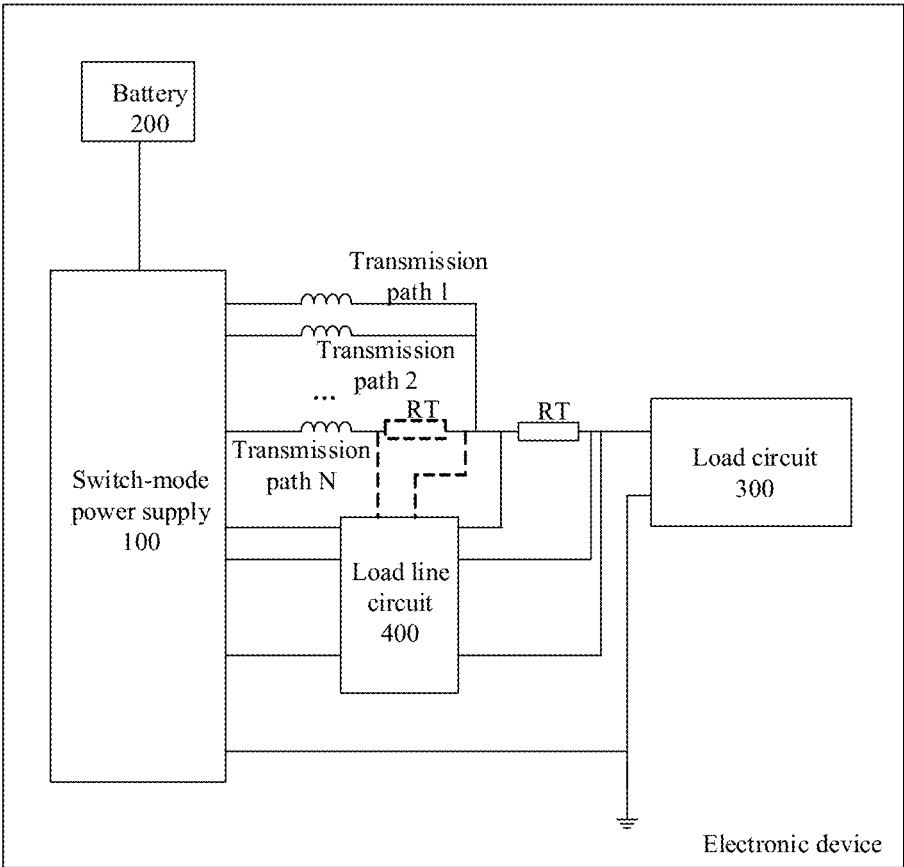 Battery
200
Transmission
path 1
Transmission
path 2
...
RT
RT
Transmission
path N
Switch-mode
power supply
100
Load circuit
300
Load line
circuit
400
Electronic device